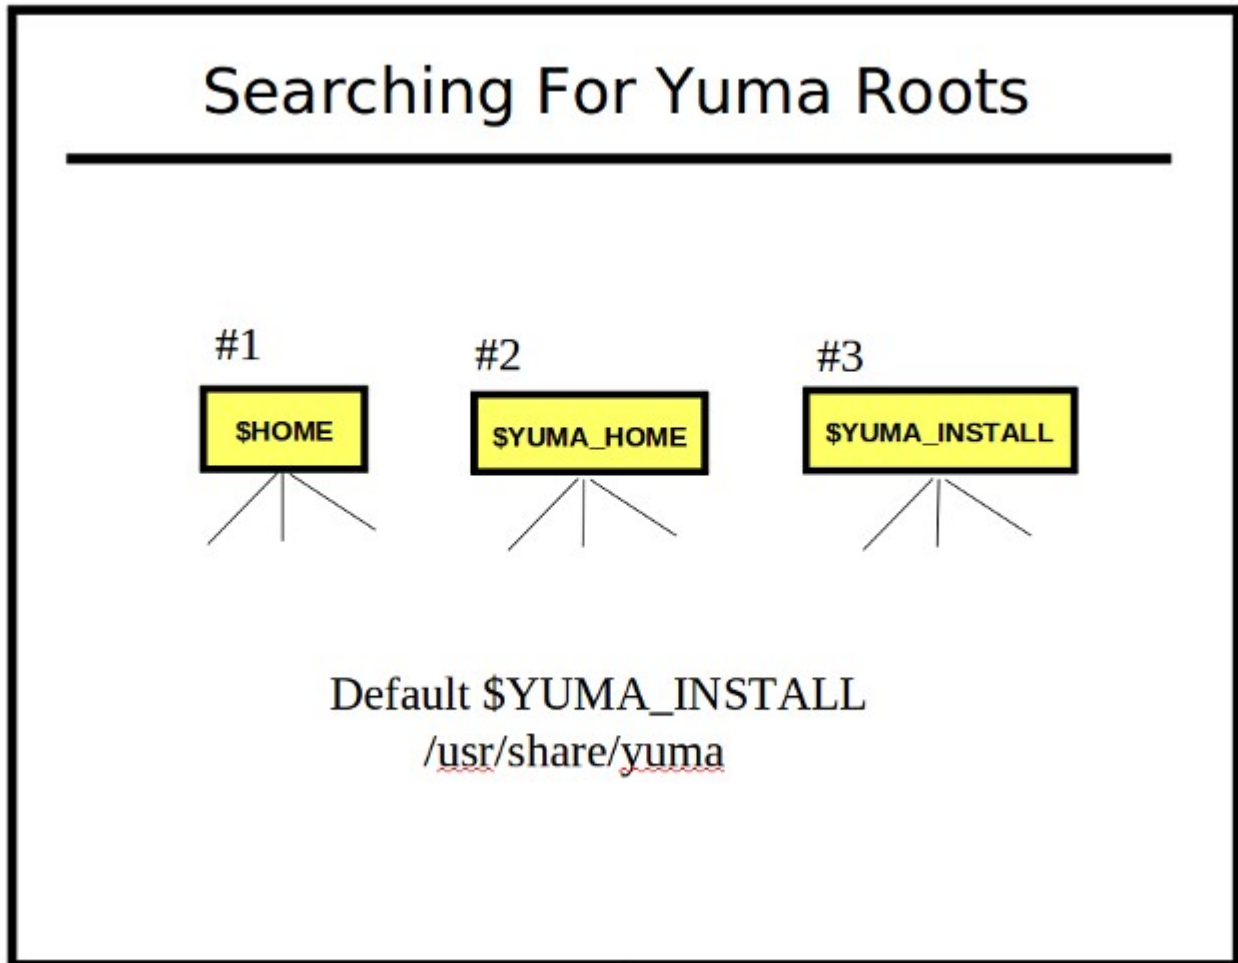 Searching For Yuma Roots
#1
#2
#3
$HOME
$YUMA_HOME
$YUMA_INSTALL
Default $YUMA_INSTALL
/usr/share/yuma